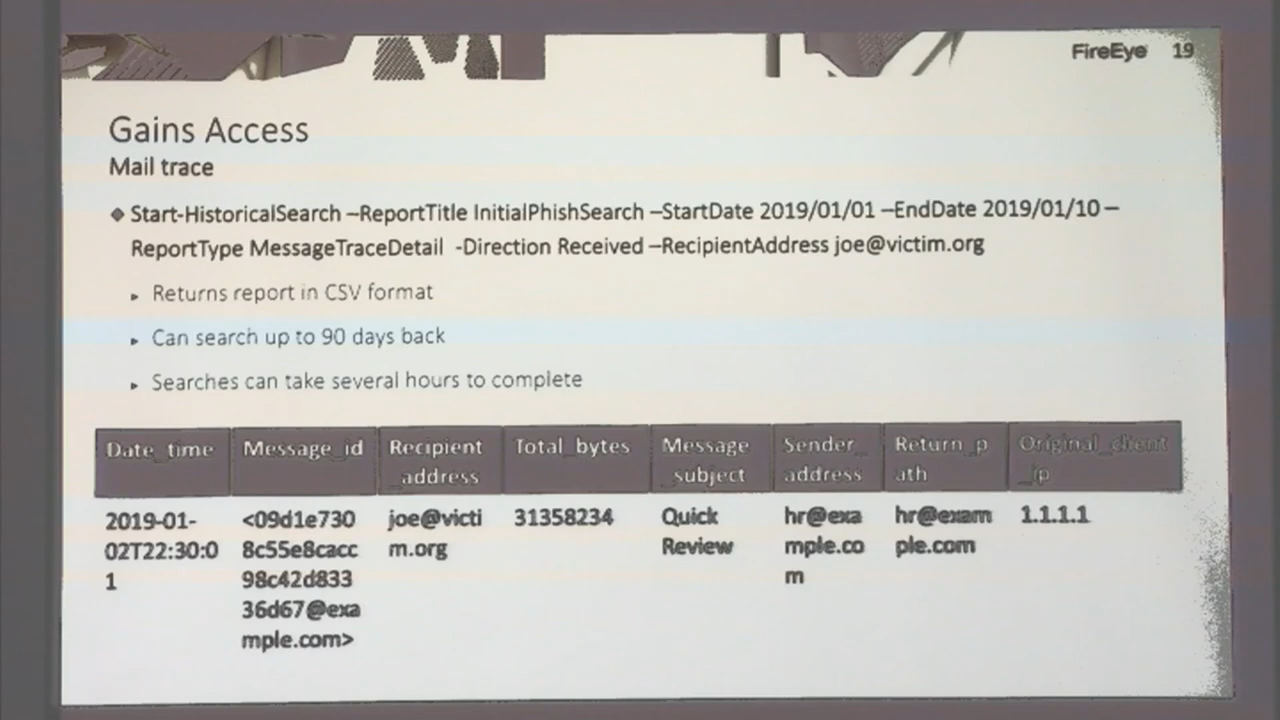 FireEye 19
Gains Access
Mail trace
Start-HistoricalSearch –ReportTitle InitialPhishSearch –StartDate 2019/01/01 –EndDate 2019/01/10 –
ReportType MessageTraceDetail -Direction Received –RecipientAddress joe@victim.org
Returns report in CSV format
Can search up to 90 days back
Searches can take several hours to complete
Date_time Message_id Recipient Total_bytes Message Sender_ Return_p Original_client
_address _subject address ath _ip
2019-01- <09d1e730 joe@victi 31358234 Quick hr@exa hr@exam 1.1.1.1
02T22:30:0 8c55e8cacc m.org Review mple.co ple.com
1 98c42d833 m
36d67@exa
mple.com>